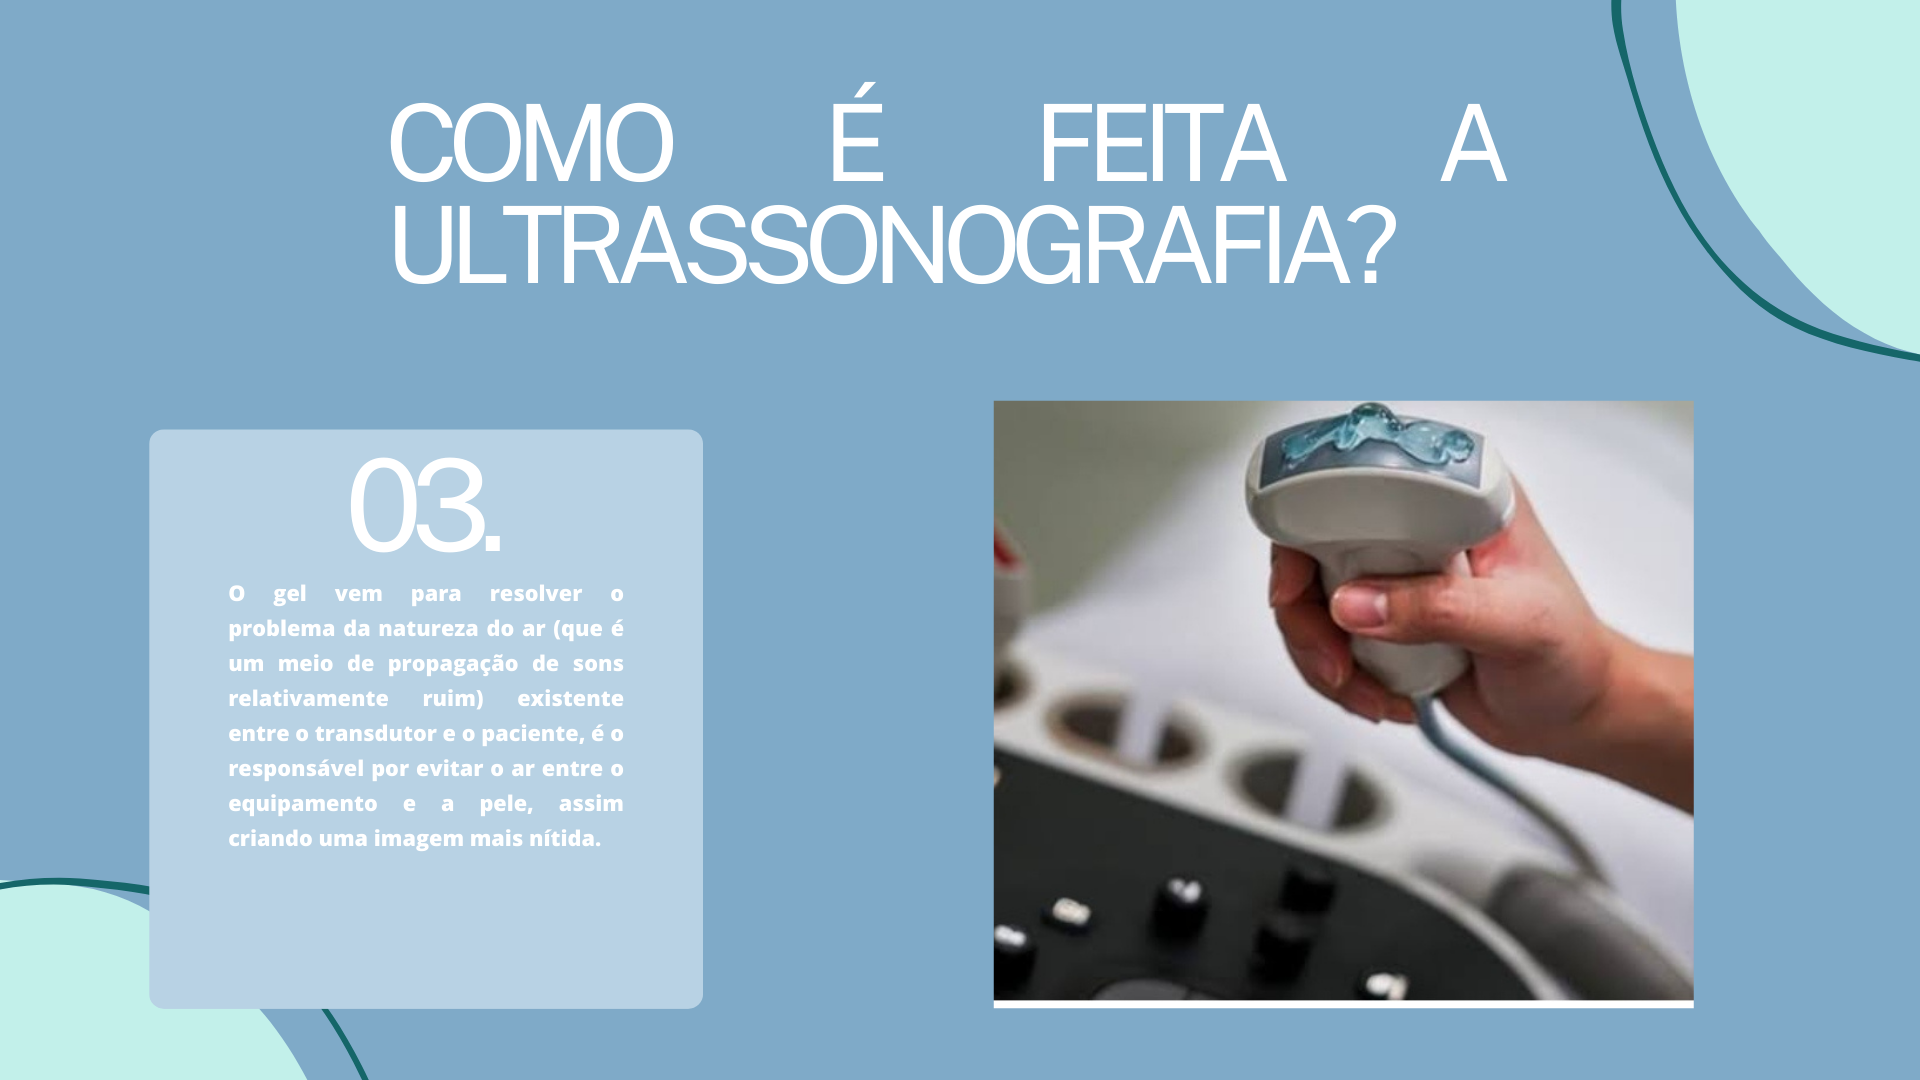 COMO É FEITA A
ULTRASSONOGRAFIA?
03.
O gel vem para resolver o
problema da natureza do ar (que é
um meio de propagação de sons
relativamente ruim) existente
entre o transdutor e o paciente, é o
responsável por evitar o ar entre o
equipamento e a pele, assim
criando uma imagem mais nítida.